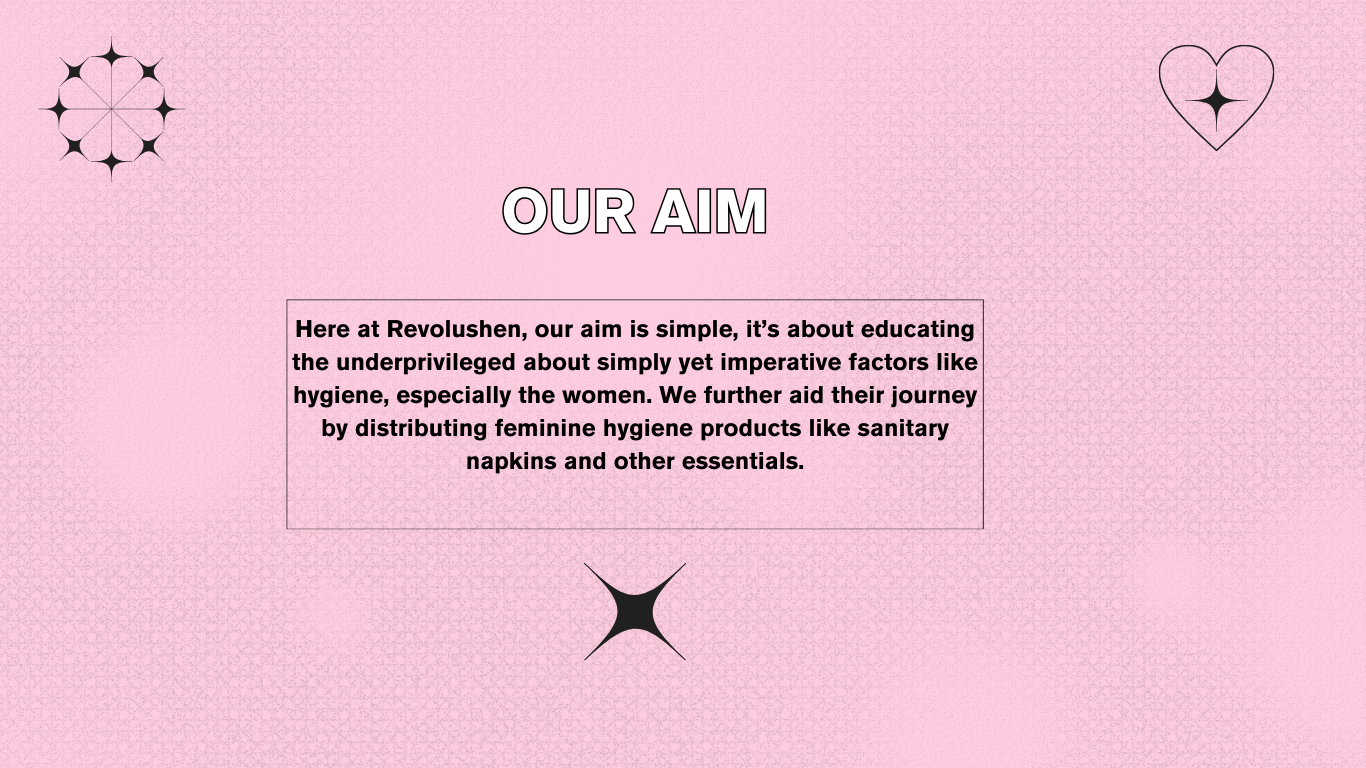 OUR AIM
Here at Revolushen, our aim is simple, it’s about educating
the underprivileged about simply yet imperative factors like
hygiene, especially the women. We further aid their journey
by distributing feminine hygiene products like sanitary
napkins and other essentials.